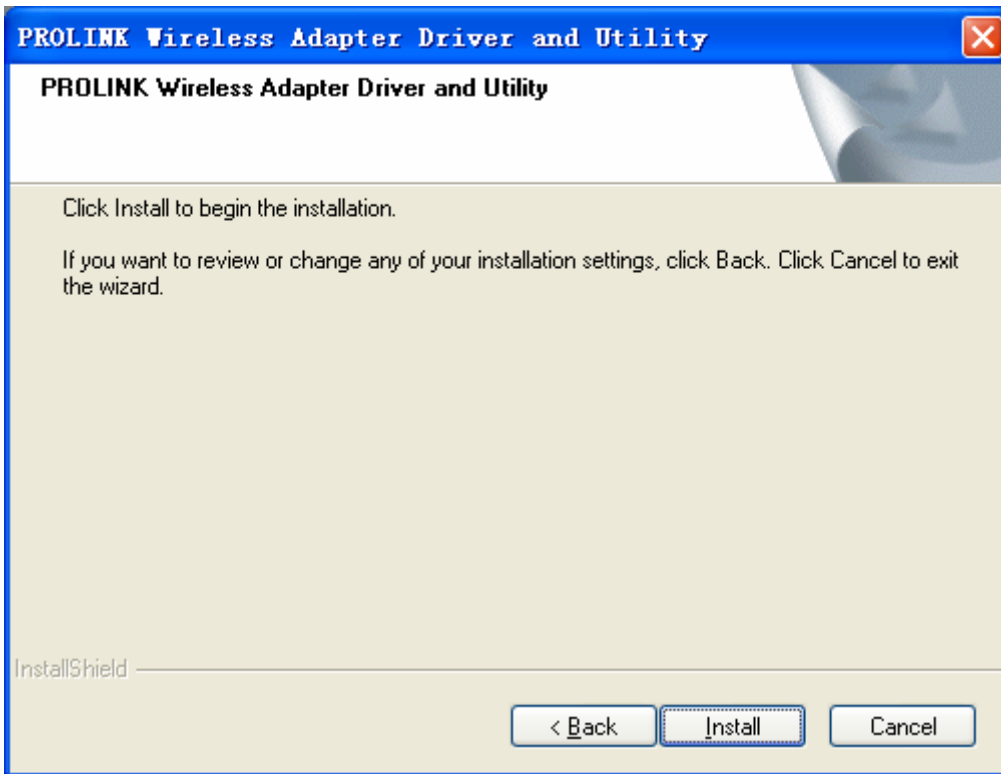 PROLINK Wireless Adapter Driver and Utility
PROLINK Wireless Adapter Driver and Utility
Click Install to begin the installation.
If you want to review or change any of your installation settings, click Back. Click Cancel to exit
the wizard.
InstallShield
< Back
Install
Cancel